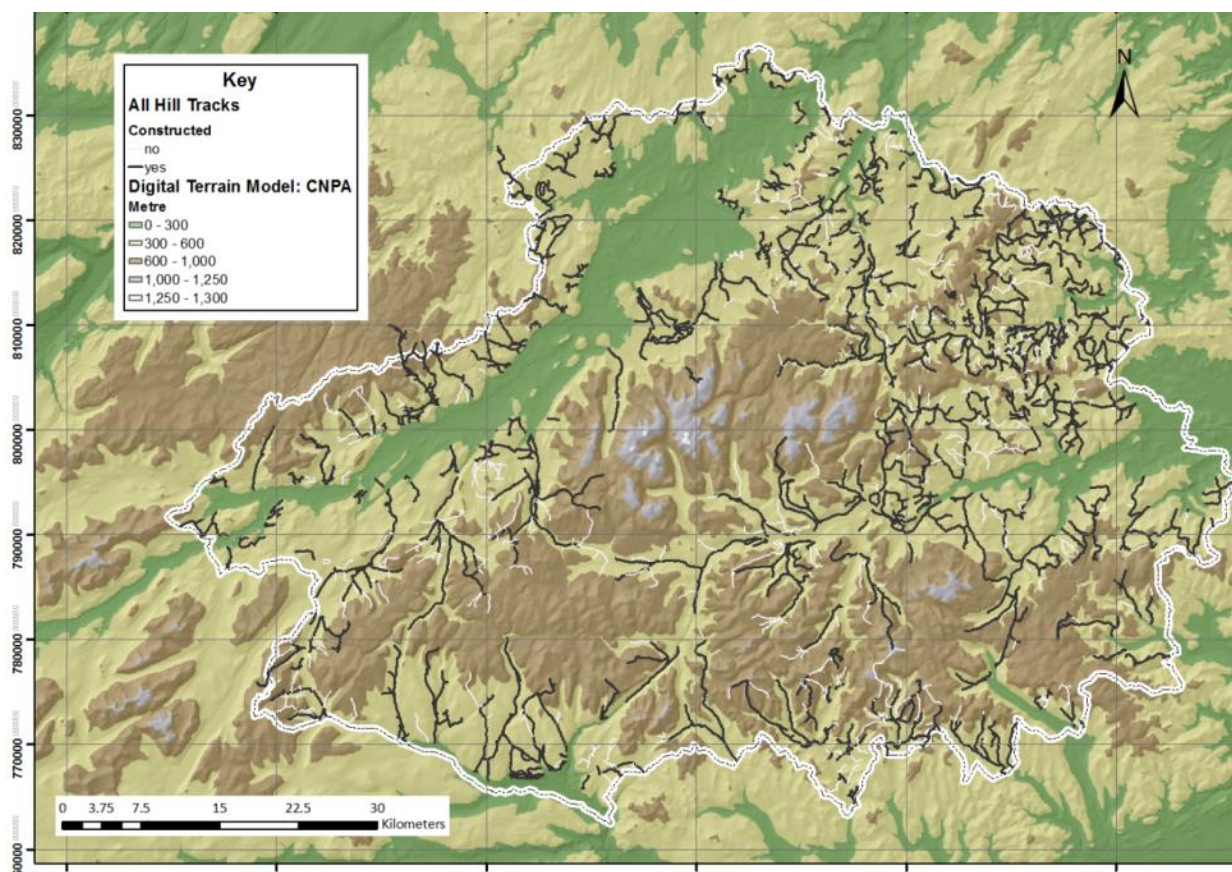 Key
All Hill Tracks
Constructed
no
yes
Digital Terrain Model: CNPA
Metre
0 - 300
300 - 600
600 - 1,000
1,000 - 1,250
1,250 - 1,300
N
830000
820000
810000
800000
790000
780000
770000
0 3.75 7.5 15 22.5 30
Kilometers